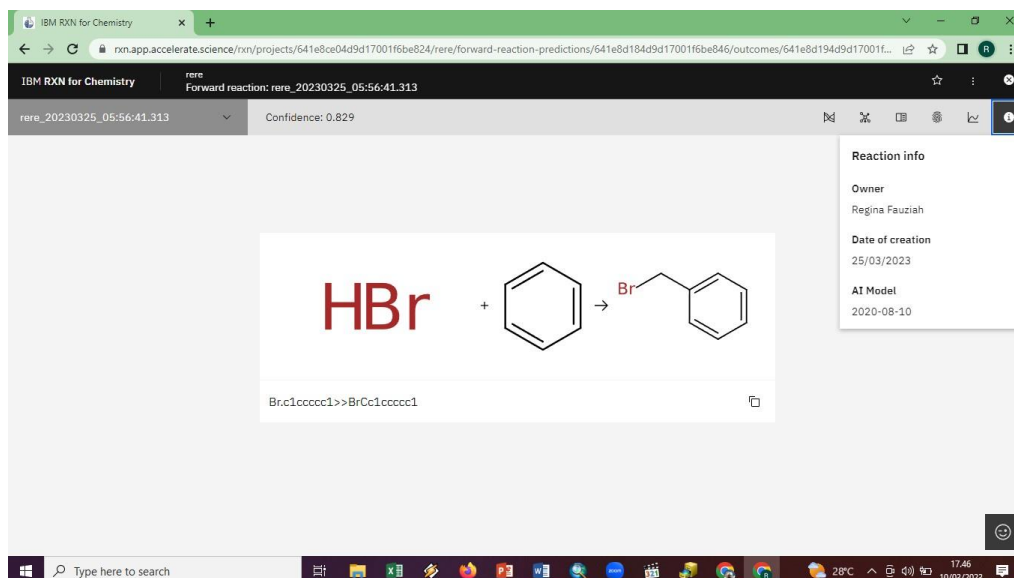 IBM RXN for Chemistry
rxn.app.accelerate.science/rxn/projects/641e8ce04d9d17001f6be824/rere/forward-reaction-predictions/641e8d184d9d17001f6be846/outcomes/641e8d194d9d17001f...
R
IBM RXN for Chemistry
rere
Forward reaction: rere_20230325_05:56:41.313
rere_20230325_05:56:41.313
Confidence: 0.829
Reaction info
Owner
Regina Fauziah
Date of creation
25/03/2023
AI Model
2020-08-10
HBr + → Br
Br.c1ccccc1>>BrCc1ccccc1
Type here to search
28°C
17.46